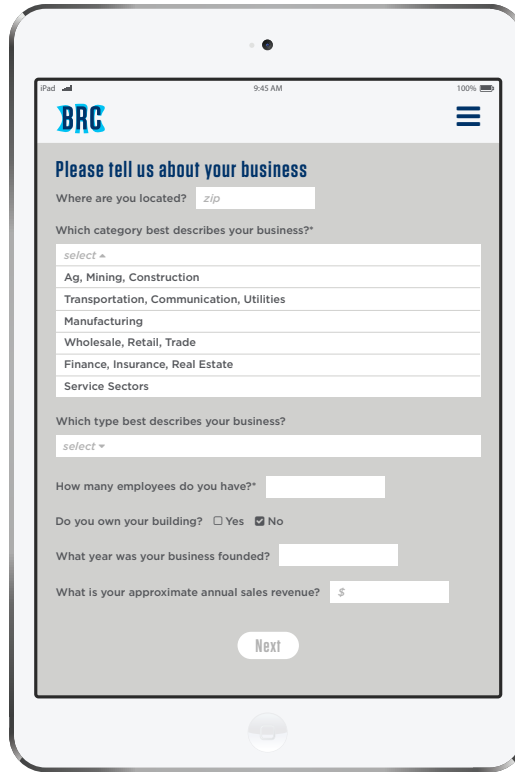 iPad 9:45 AM 100%
BRC
Please tell us about your business
Where are you located? zip
Which category best describes your business?*
select
Ag, Mining, Construction
Transportation, Communication, Utilities
Manufacturing
Wholesale, Retail, Trade
Finance, Insurance, Real Estate
Service Sectors
Which type best describes your business?
select
How many employees do you have?*
Do you own your building? Yes No
What year was your business founded?
What is your approximate annual sales revenue? $
Next